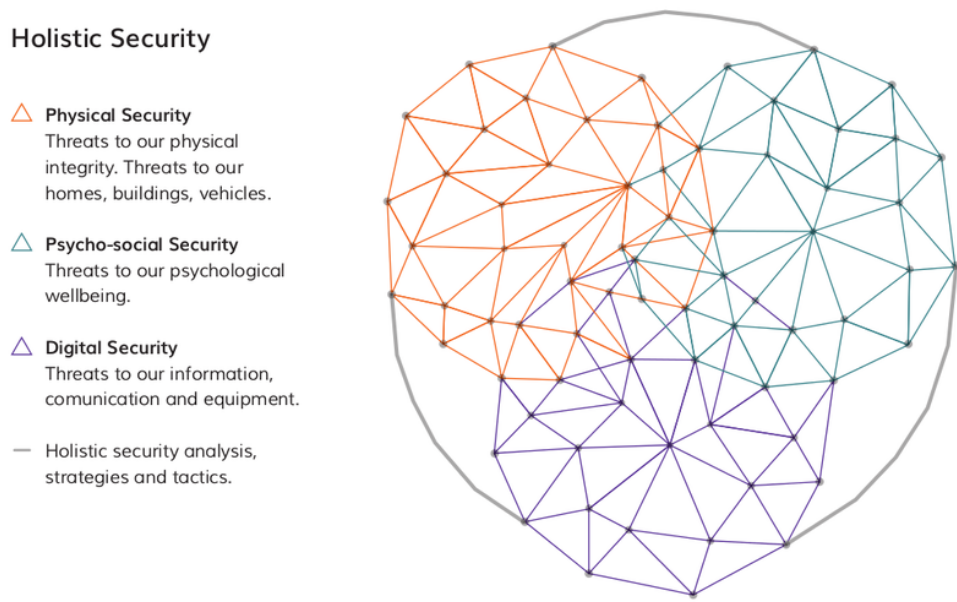 Holistic Security
Physical Security
Threats to our physical
integrity. Threats to our
homes, buildings, vehicles.
Psycho-social Security
Threats to our psychological
wellbeing.
Digital Security
Threats to our information,
comunication and equipment.
Holistic security analysis,
strategies and tactics.